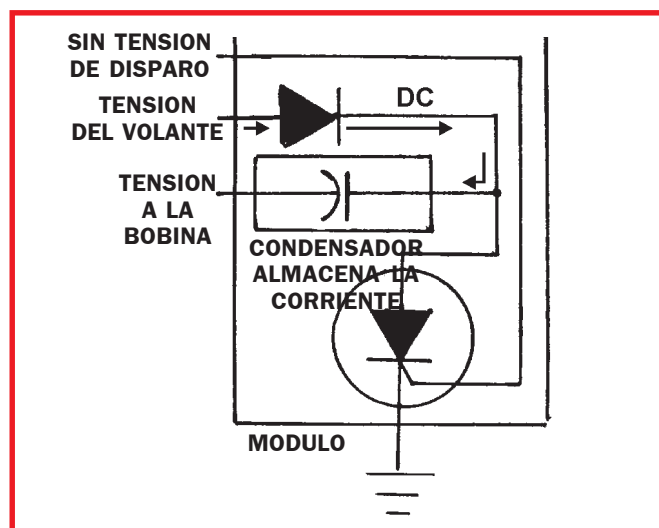 SIN TENSION
DE DISPARO
TENSION
DEL VOLANTE
DC
TENSION
A LA
BOBINA
CONDENSADOR
ALMACENA LA
CORRIENTE
MODULO